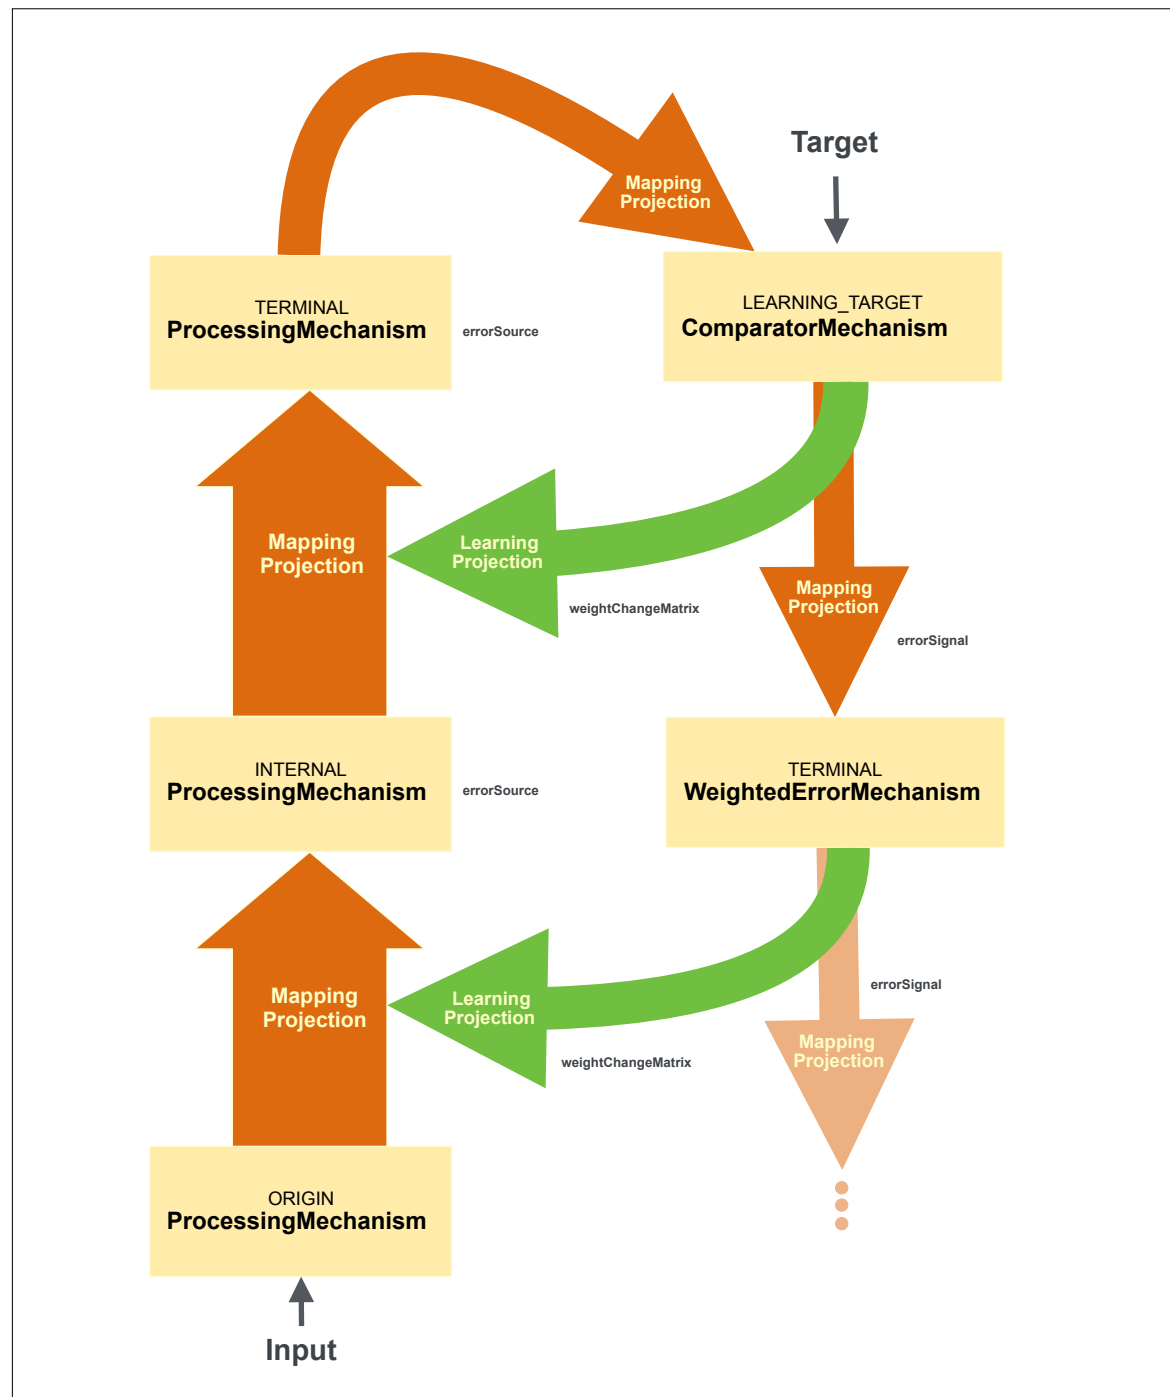 Target
Mapping
Projection
TERMINAL
ProcessingMechanism
errorSource
LEARNING_TARGET
ComparatorMechanism
Mapping
Projection
Learning
Projection
weightChangeMatrix
Mapping
Projection
errorSignal
INTERNAL
ProcessingMechanism
errorSource
TERMINAL
WeightedErrorMechanism
Mapping
Projection
Learning
Projection
weightChangeMatrix
errorSignal
Mapping
Projection
ORIGIN
ProcessingMechanism
Input